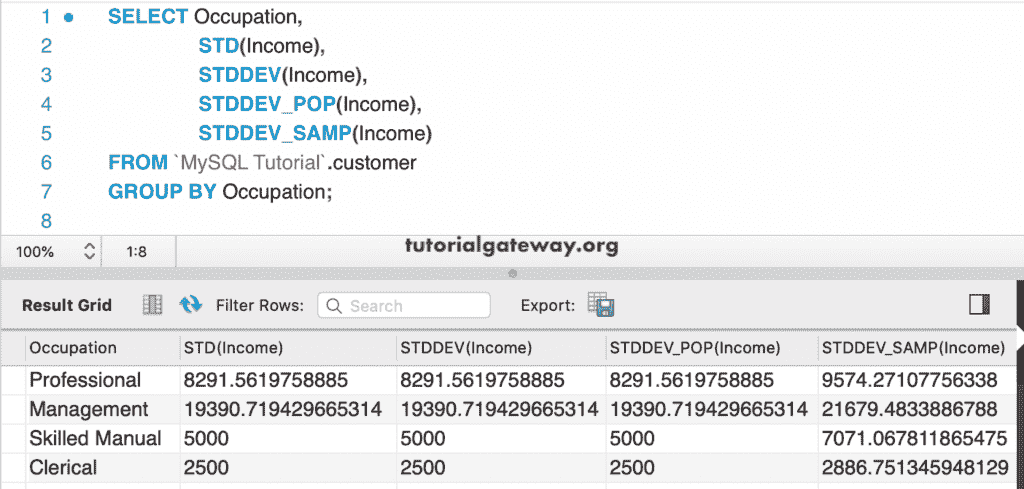 1 SELECT Occupation,
2 STD(Income),
3 STDDEV(Income),
4 STDDEV_POP(Income),
5 STDDEV_SAMP(Income)
6 FROM `MySQL Tutorial`.customer
7 GROUP BY Occupation;
8
100% 1:8 tutorialgateway.org
Result Grid Filter Rows: Search Export:
Occupation STD(Income) STDDEV(Income) STDDEV_POP(Income) STDDEV_SAMP(Income)
Professional 8291.5619758885 8291.5619758885 8291.5619758885 9574.27107756338
Management 19390.719429665314 19390.719429665314 19390.719429665314 21679.4833886788
Skilled Manual 5000 5000 5000 7071.067811865475
Clerical 2500 2500 2500 2886.751345948129